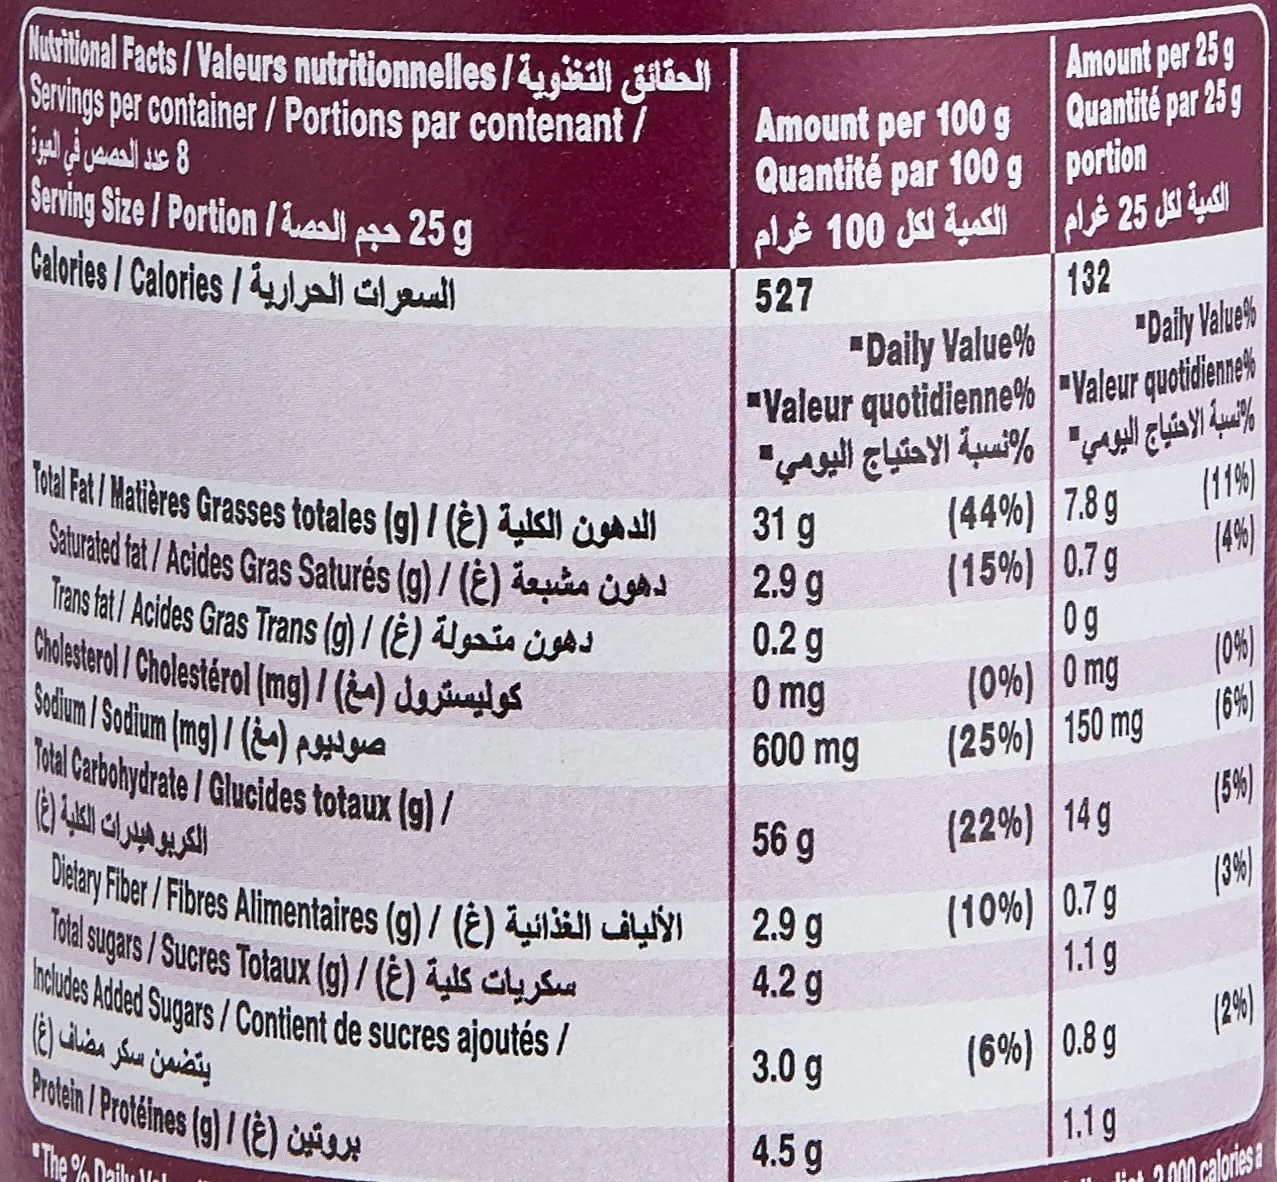 Nutritional Facts / Valeurs nutritionnelles / الحقائق التغذوية
Servings per container / Portions par contenant /
8 عدد الحصص في العبوة
Serving Size / Portion / حجم الحصة 25 g
Amount per 100 g
Quantité par 100 g
الكمية لكل 100 غرام
Amount per 25 g
Quantité par 25 g
portion
الكمية لكل 25 غرام
Calories / Calories / السعرات الحرارية 527 132
▪Daily Value% ▪Daily Value%
▪Valeur quotidienne% ▪Valeur quotidienne%
%نسبة الاحتياج اليومي▪ %نسبة الاحتياج اليومي▪
Total Fat / Matières Grasses totales (g) / الدهون الكلية (غ) 31 g (44%) 7.8 g (11%)
Saturated fat / Acides Gras Saturés (g) / دهون مشبعة (غ) 2.9 g (15%) 0.7 g (4%)
Trans fat / Acides Gras Trans (g) / دهون متحولة (غ) 0.2 g 0 g
Cholesterol / Cholestérol (mg) / كوليسترول (مغ) 0 mg (0%) 0 mg (0%)
Sodium / Sodium (mg) / صوديوم (مغ) 600 mg (25%) 150 mg (6%)
Total Carbohydrate / Glucides totaux (g) /
الكربوهيدرات الكلية (غ) 56 g (22%) 14 g (5%)
Dietary Fiber / Fibres Alimentaires (g) / الألياف الغذائية (غ) 2.9 g (10%) 0.7 g (3%)
Total sugars / Sucres Totaux (g) / سكريات كلية (غ) 4.2 g 1.1 g
Includes Added Sugars / Contient de sucres ajoutés /
يتضمن سكر مضاف (غ) 3.0 g (6%) 0.8 g (2%)
Protein / Protéines (g) / بروتين (غ) 4.5 g 1.1 g
▪The % Daily 2,000 calories a